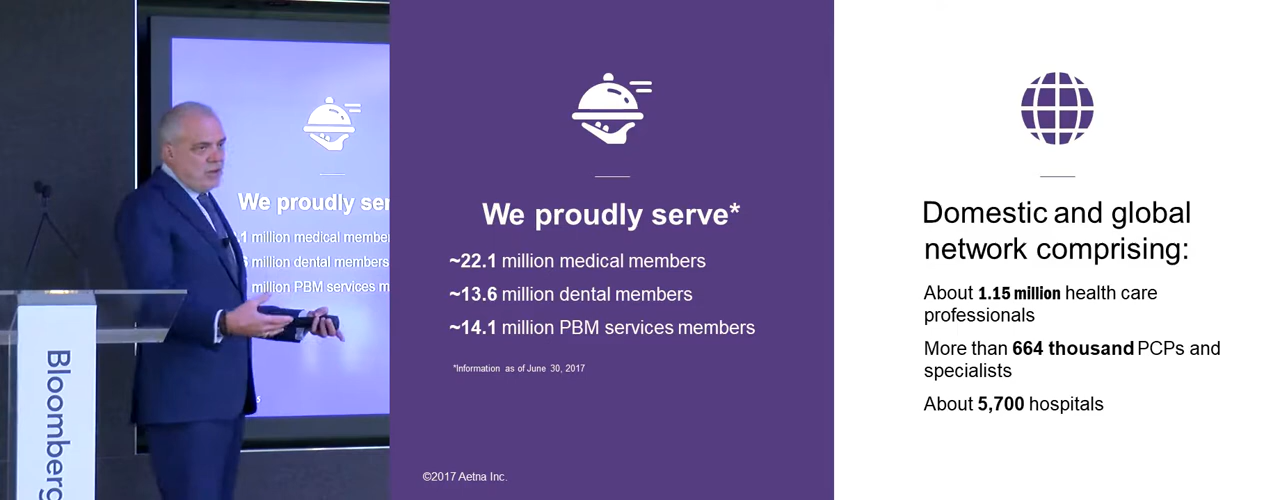 We proudly ser
.1 million medical member
million dental members
million PBM services m
Bloomberg
We proudly serve*
~22.1 million medical members
~13.6 million dental members
~14.1 million PBM services members
*Information as of June 30, 2017
©2017 Aetna Inc.
Domestic and global
network comprising:
About 1.15 million health care
professionals
More than 664 thousand PCPs and
specialists
About 5,700 hospitals